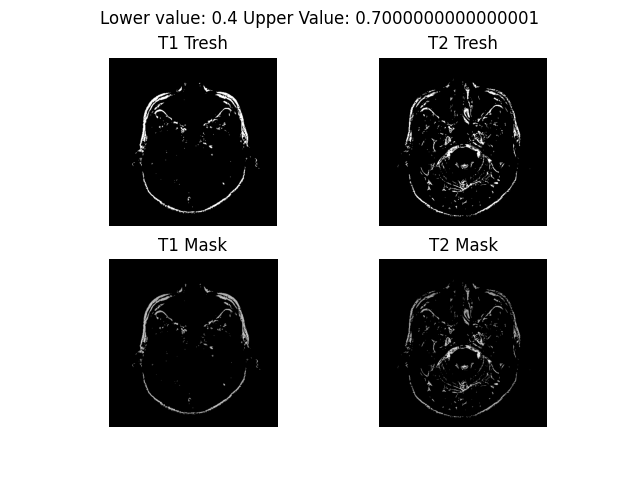 Lower value: 0.4 Upper Value: 0.7000000000000001
T1 Tresh
T2 Tresh
T1 Mask
T2 Mask